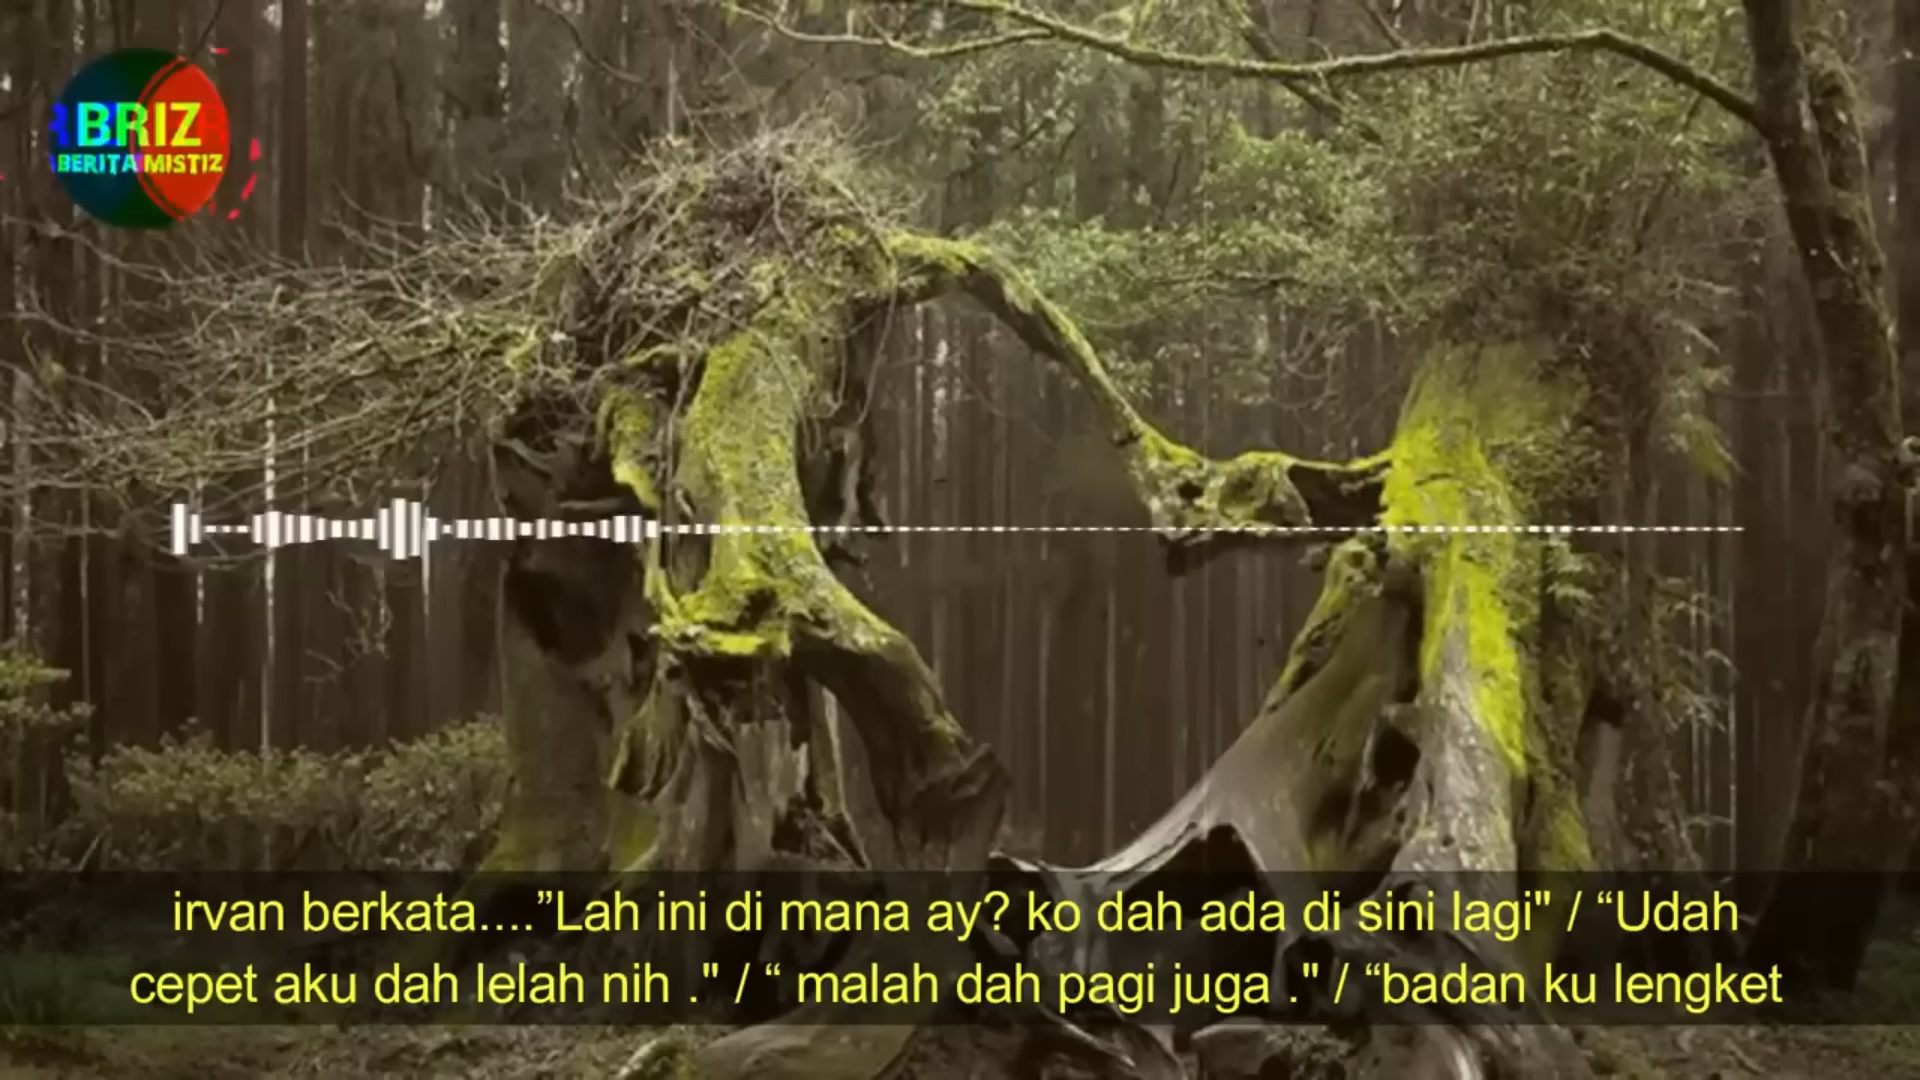 BRIZ
BERITA MISTIZ
irvan berkata....”Lah ini di mana ay? ko dah ada di sini lagi" / “Udah
cepet aku dah lelah nih ." / “ malah dah pagi juga ." / “badan ku lengket